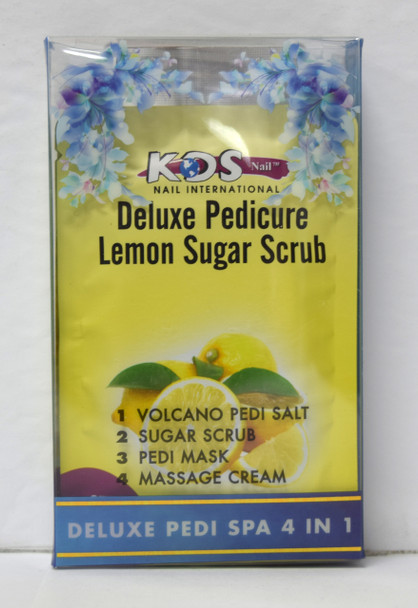 KDS Nail™
NAIL INTERNATIONAL
Deluxe Pedicure
Lemon Sugar Scrub
1 VOLCANO PEDI SALT
2 SUGAR SCRUB
3 PEDI MASK
4 MASSAGE CREAM
DELUXE PEDI SPA 4 IN 1